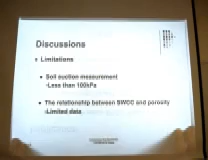 Discussions
• Limitations
• Soil suction measurement
-Less than 100kPa
• The relationship between SWCC and porosity
-Limited data